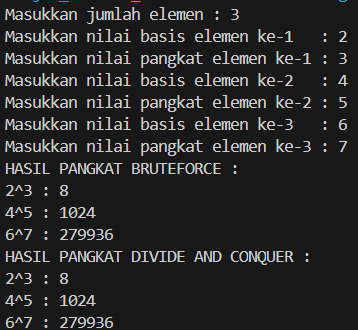 Masukkan jumlah elemen : 3
Masukkan nilai basis elemen ke-1   : 2
Masukkan nilai pangkat elemen ke-1 : 3
Masukkan nilai basis elemen ke-2   : 4
Masukkan nilai pangkat elemen ke-2 : 5
Masukkan nilai basis elemen ke-3   : 6
Masukkan nilai pangkat elemen ke-3 : 7
HASIL PANGKAT BRUTEFORCE :
2^3 : 8
4^5 : 1024
6^7 : 279936
HASIL PANGKAT DIVIDE AND CONQUER :
2^3 : 8
4^5 : 1024
6^7 : 279936